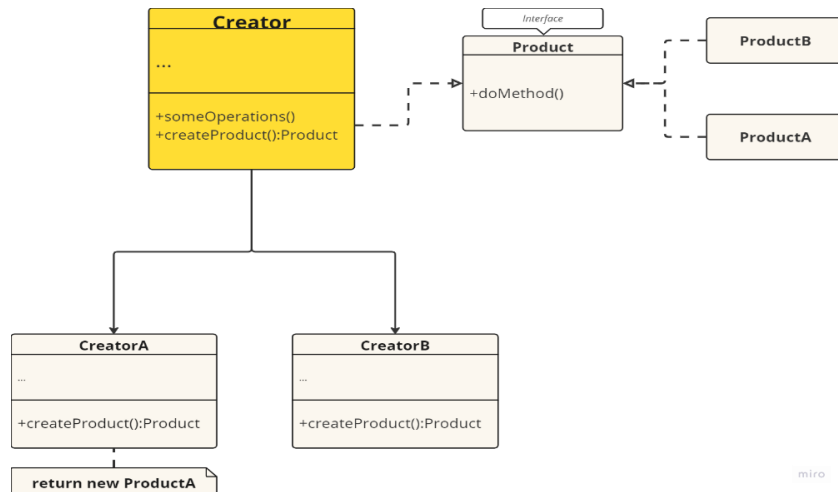 Creator
...
+someOperations()
+createProduct():Product
Interface
Product
+doMethod()
ProductB
ProductA
CreatorA
...
+createProduct():Product
return new ProductA
CreatorB
...
+createProduct():Product
miro